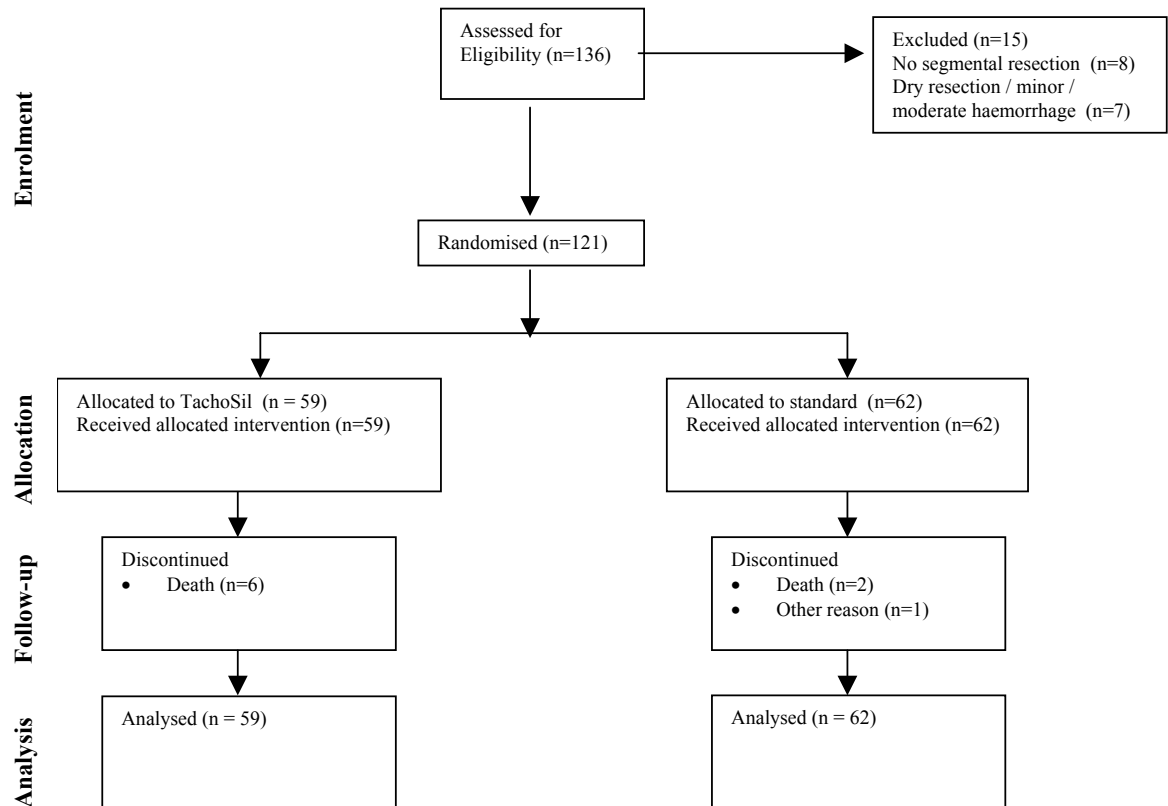 Enrolment
Assessed for
Eligibility (n=136)
Excluded (n=15)
No segmental resection (n=8)
Dry resection / minor /
moderate haemorrhage (n=7)
Randomised (n=121)
Allocation
Allocated to TachoSil (n = 59)
Received allocated intervention (n=59)
Allocated to standard (n=62)
Received allocated intervention (n=62)
Follow-up
Discontinued
• Death (n=6)
Discontinued
• Death (n=2)
• Other reason (n=1)
Analysis
Analysed (n = 59)
Analysed (n = 62)